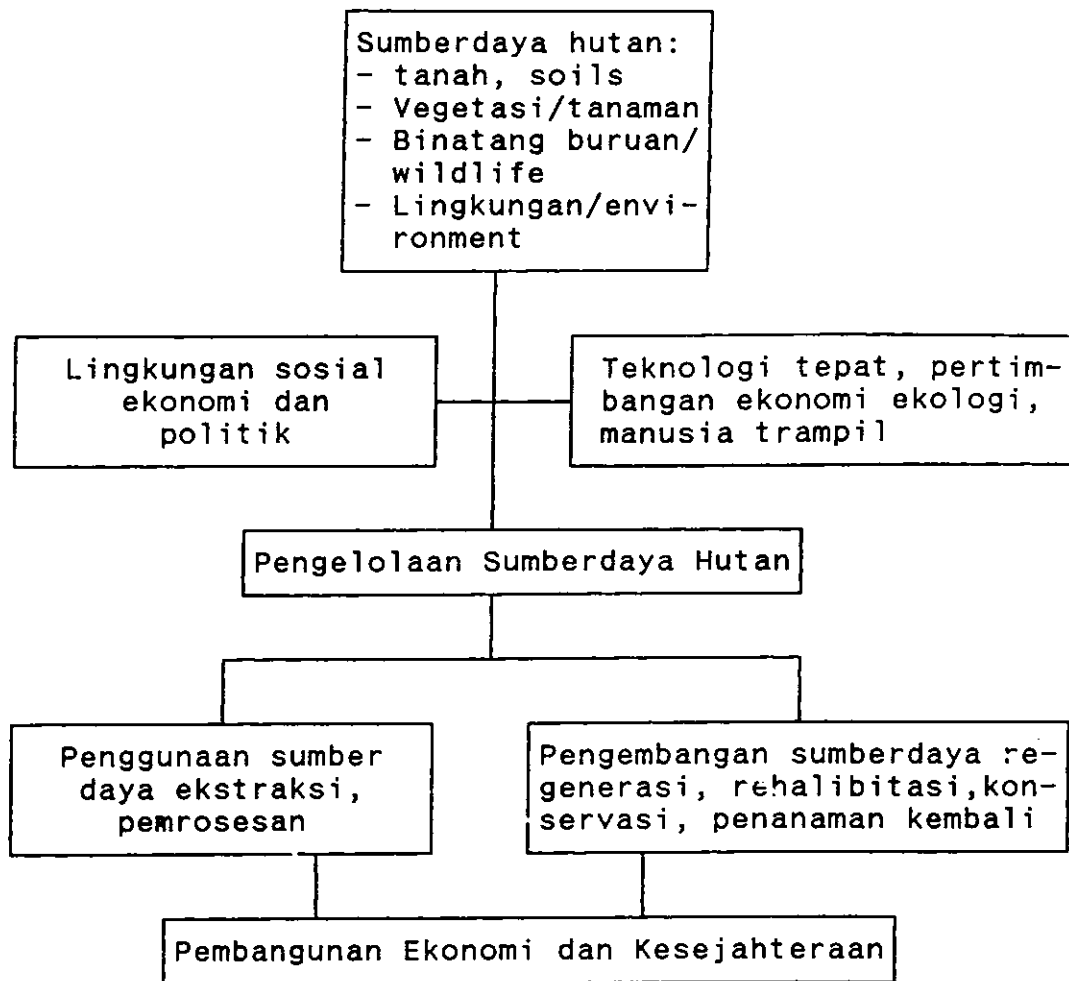 Sumberdaya hutan:
- tanah, soils
- Vegetasi/tanaman
- Binatang buruan/
wildlife
- Lingkungan/envi-
ronment
Lingkungan sosial
ekonomi dan
politik
Teknologi tepat, pertim-
bangan ekonomi ekologi,
manusia trampil
Pengelolaan Sumberdaya Hutan
Penggunaan sumber
daya ekstraksi,
pemrosesan
Pengembangan sumberdaya re-
generasi, rehalibitasi,kon-
servasi, penanaman kembali
Pembangunan Ekonomi dan Kesejahteraan